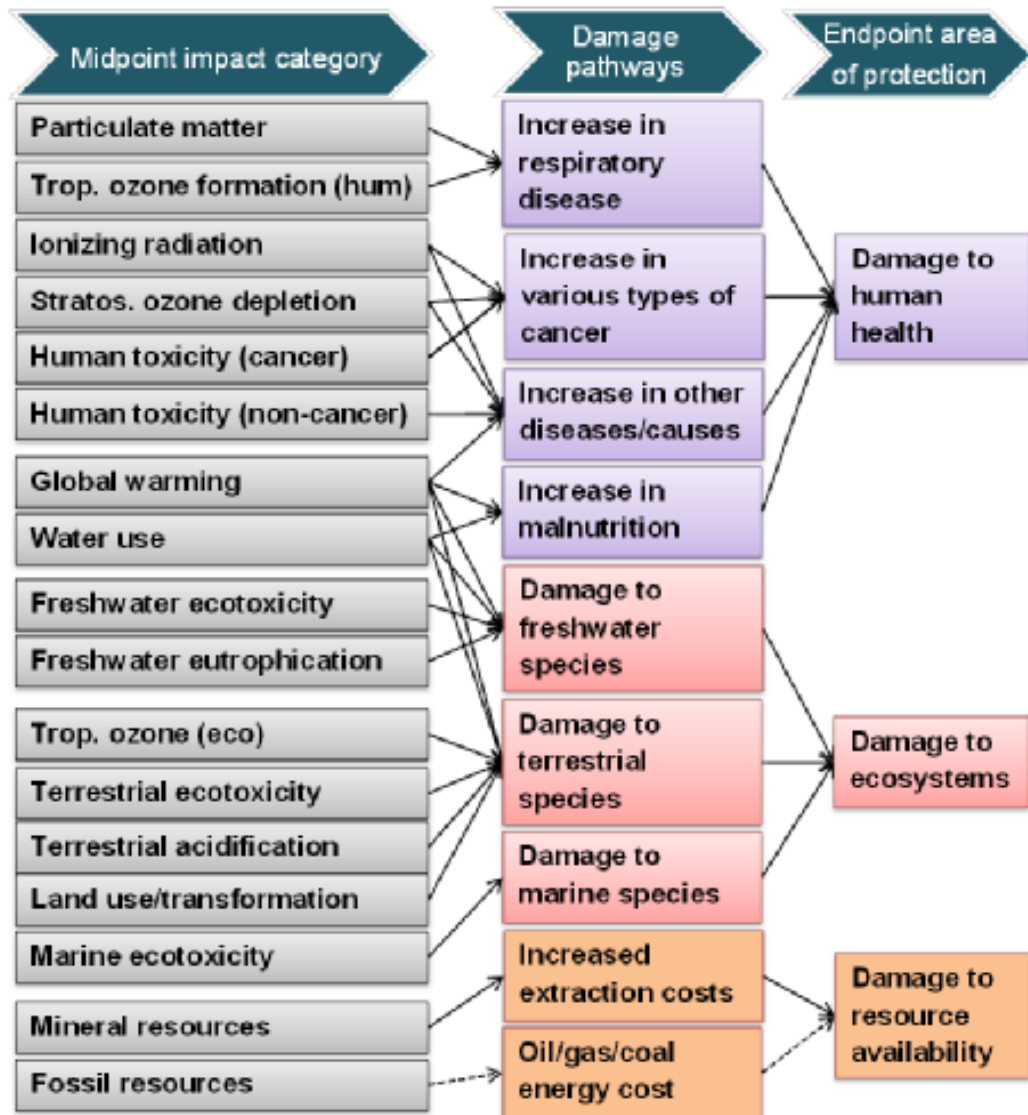 Midpoint impact category
Damage
pathways
Endpoint area
of protection
Particulate matter
Trop. ozone formation (hum)
Ionizing radiation
Stratos. ozone depletion
Human toxicity (cancer)
Human toxicity (non-cancer)
Global warming
Water use
Freshwater ecotoxicity
Freshwater eutrophication
Trop. ozone (eco)
Terrestrial ecotoxicity
Terrestrial acidification
Land use/transformation
Marine ecotoxicity
Mineral resources
Fossil resources
Increase in
respiratory
disease
Increase in
various types of
cancer
Increase in other
diseases/causes
Increase in
malnutrition
Damage to
freshwater
species
Damage to
terrestrial
species
Damage to
marine species
Increased
extraction costs
Oil/gas/coal
energy cost
Damage to
human
health
Damage to
ecosystems
Damage to
resource
availability